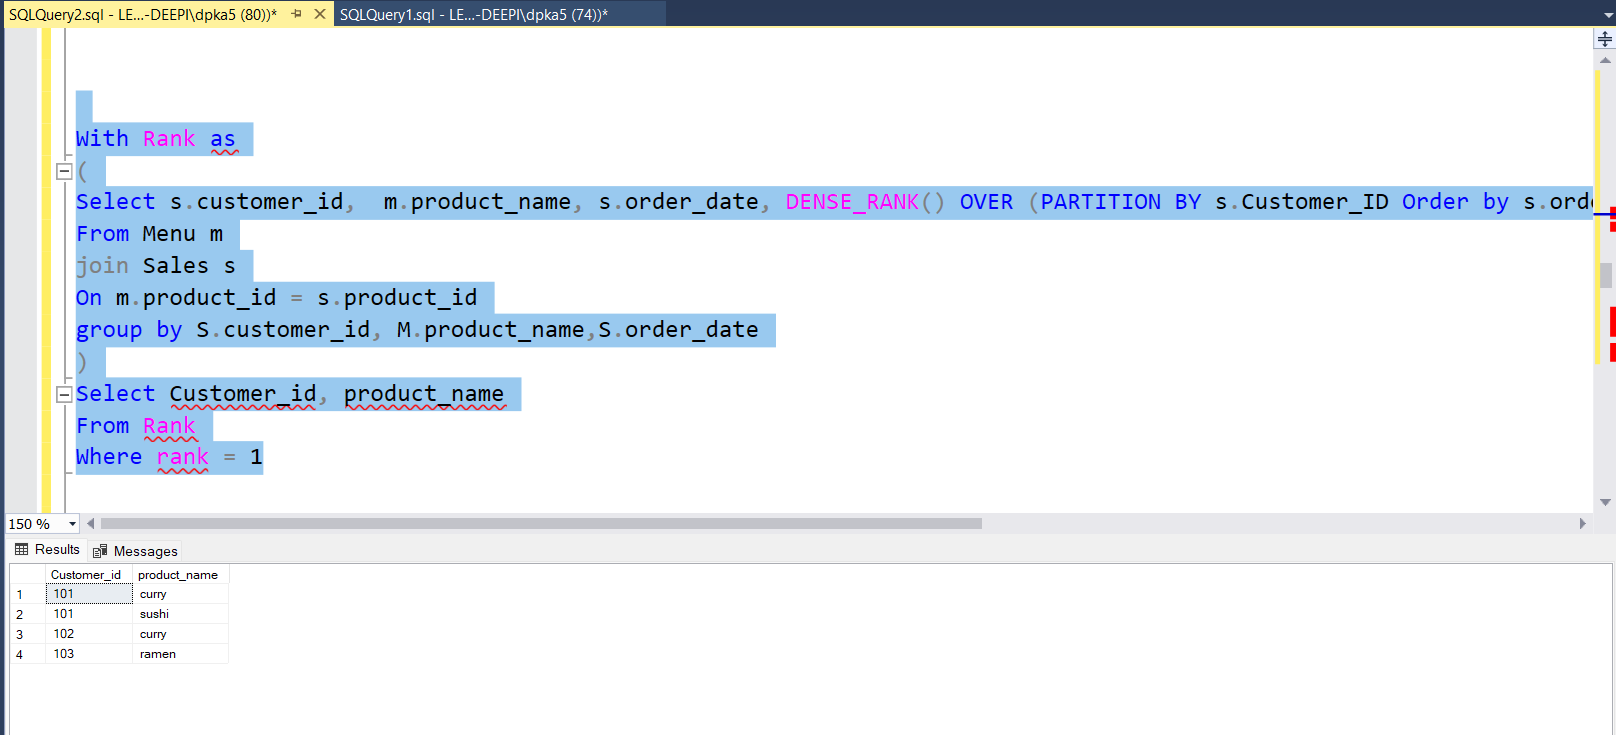 SQLQuery2.sql - LE...-DEEPI\dpka5 (80))* SQLQuery1.sql - LE...-DEEPI\dpka5 (74))*
With Rank as
(
Select s.customer_id,  m.product_name, s.order_date, DENSE_RANK() OVER (PARTITION BY s.Customer_ID Order by s.orde
From Menu m
join Sales s
On m.product_id = s.product_id
group by S.customer_id, M.product_name,S.order_date
)
Select Customer_id, product_name
From Rank
Where rank = 1
150 %
Results Messages
Customer_id product_name
1 101 curry
2 101 sushi
3 102 curry
4 103 ramen